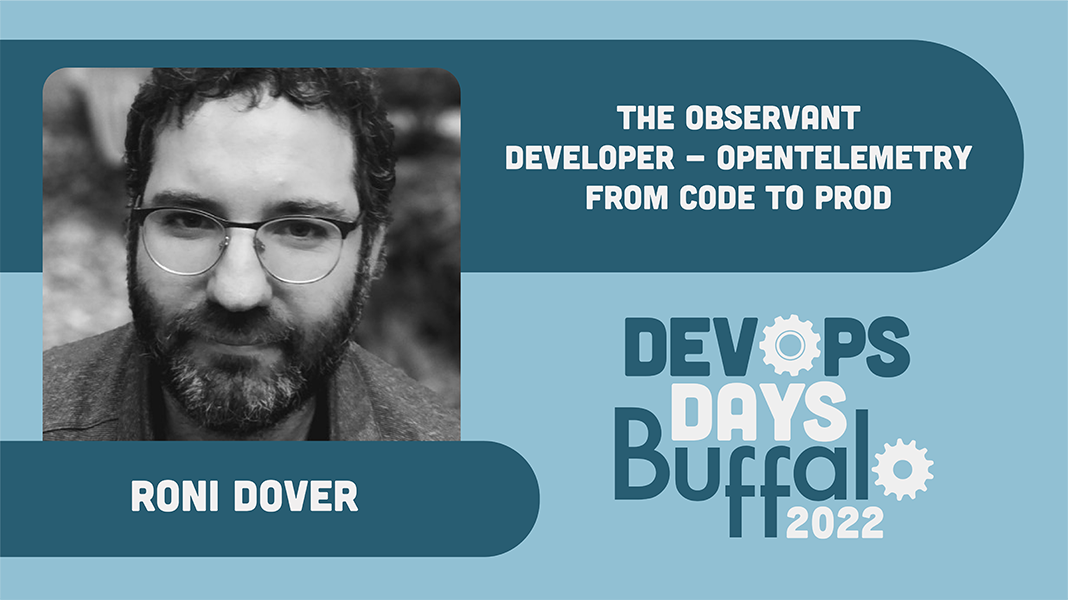 THE OBSERVANT
DEVELOPER – OPENTELEMETRY
FROM CODE TO PROD
RONI DOVER
DEVOPS
DAYS
Buffalo
2022